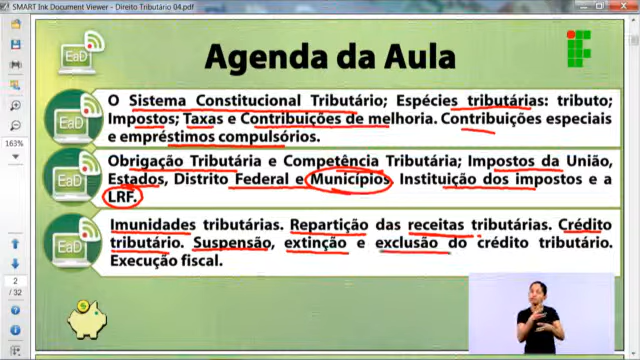 SMART Ink Document Viewer - Direito Tributário 04.pdf
EaD
Agenda da Aula
163%
EaD
O Sistema Constitucional Tributário; Espécies tributárias: tributo;
Impostos; Taxas e Contribuições de melhoria. Contribuições especiais
e empréstimos compulsórios.
EaD
Obrigação Tributária e Competência Tributária; Impostos da União,
Estados, Distrito Federal e Municípios. Instituição dos impostos e a
LRF.
EaD
Imunidades tributárias. Repartição das receitas tributárias. Crédito
tributário. Suspensão, extinção e exclusão do crédito tributário.
Execução fiscal.
2
/ 32